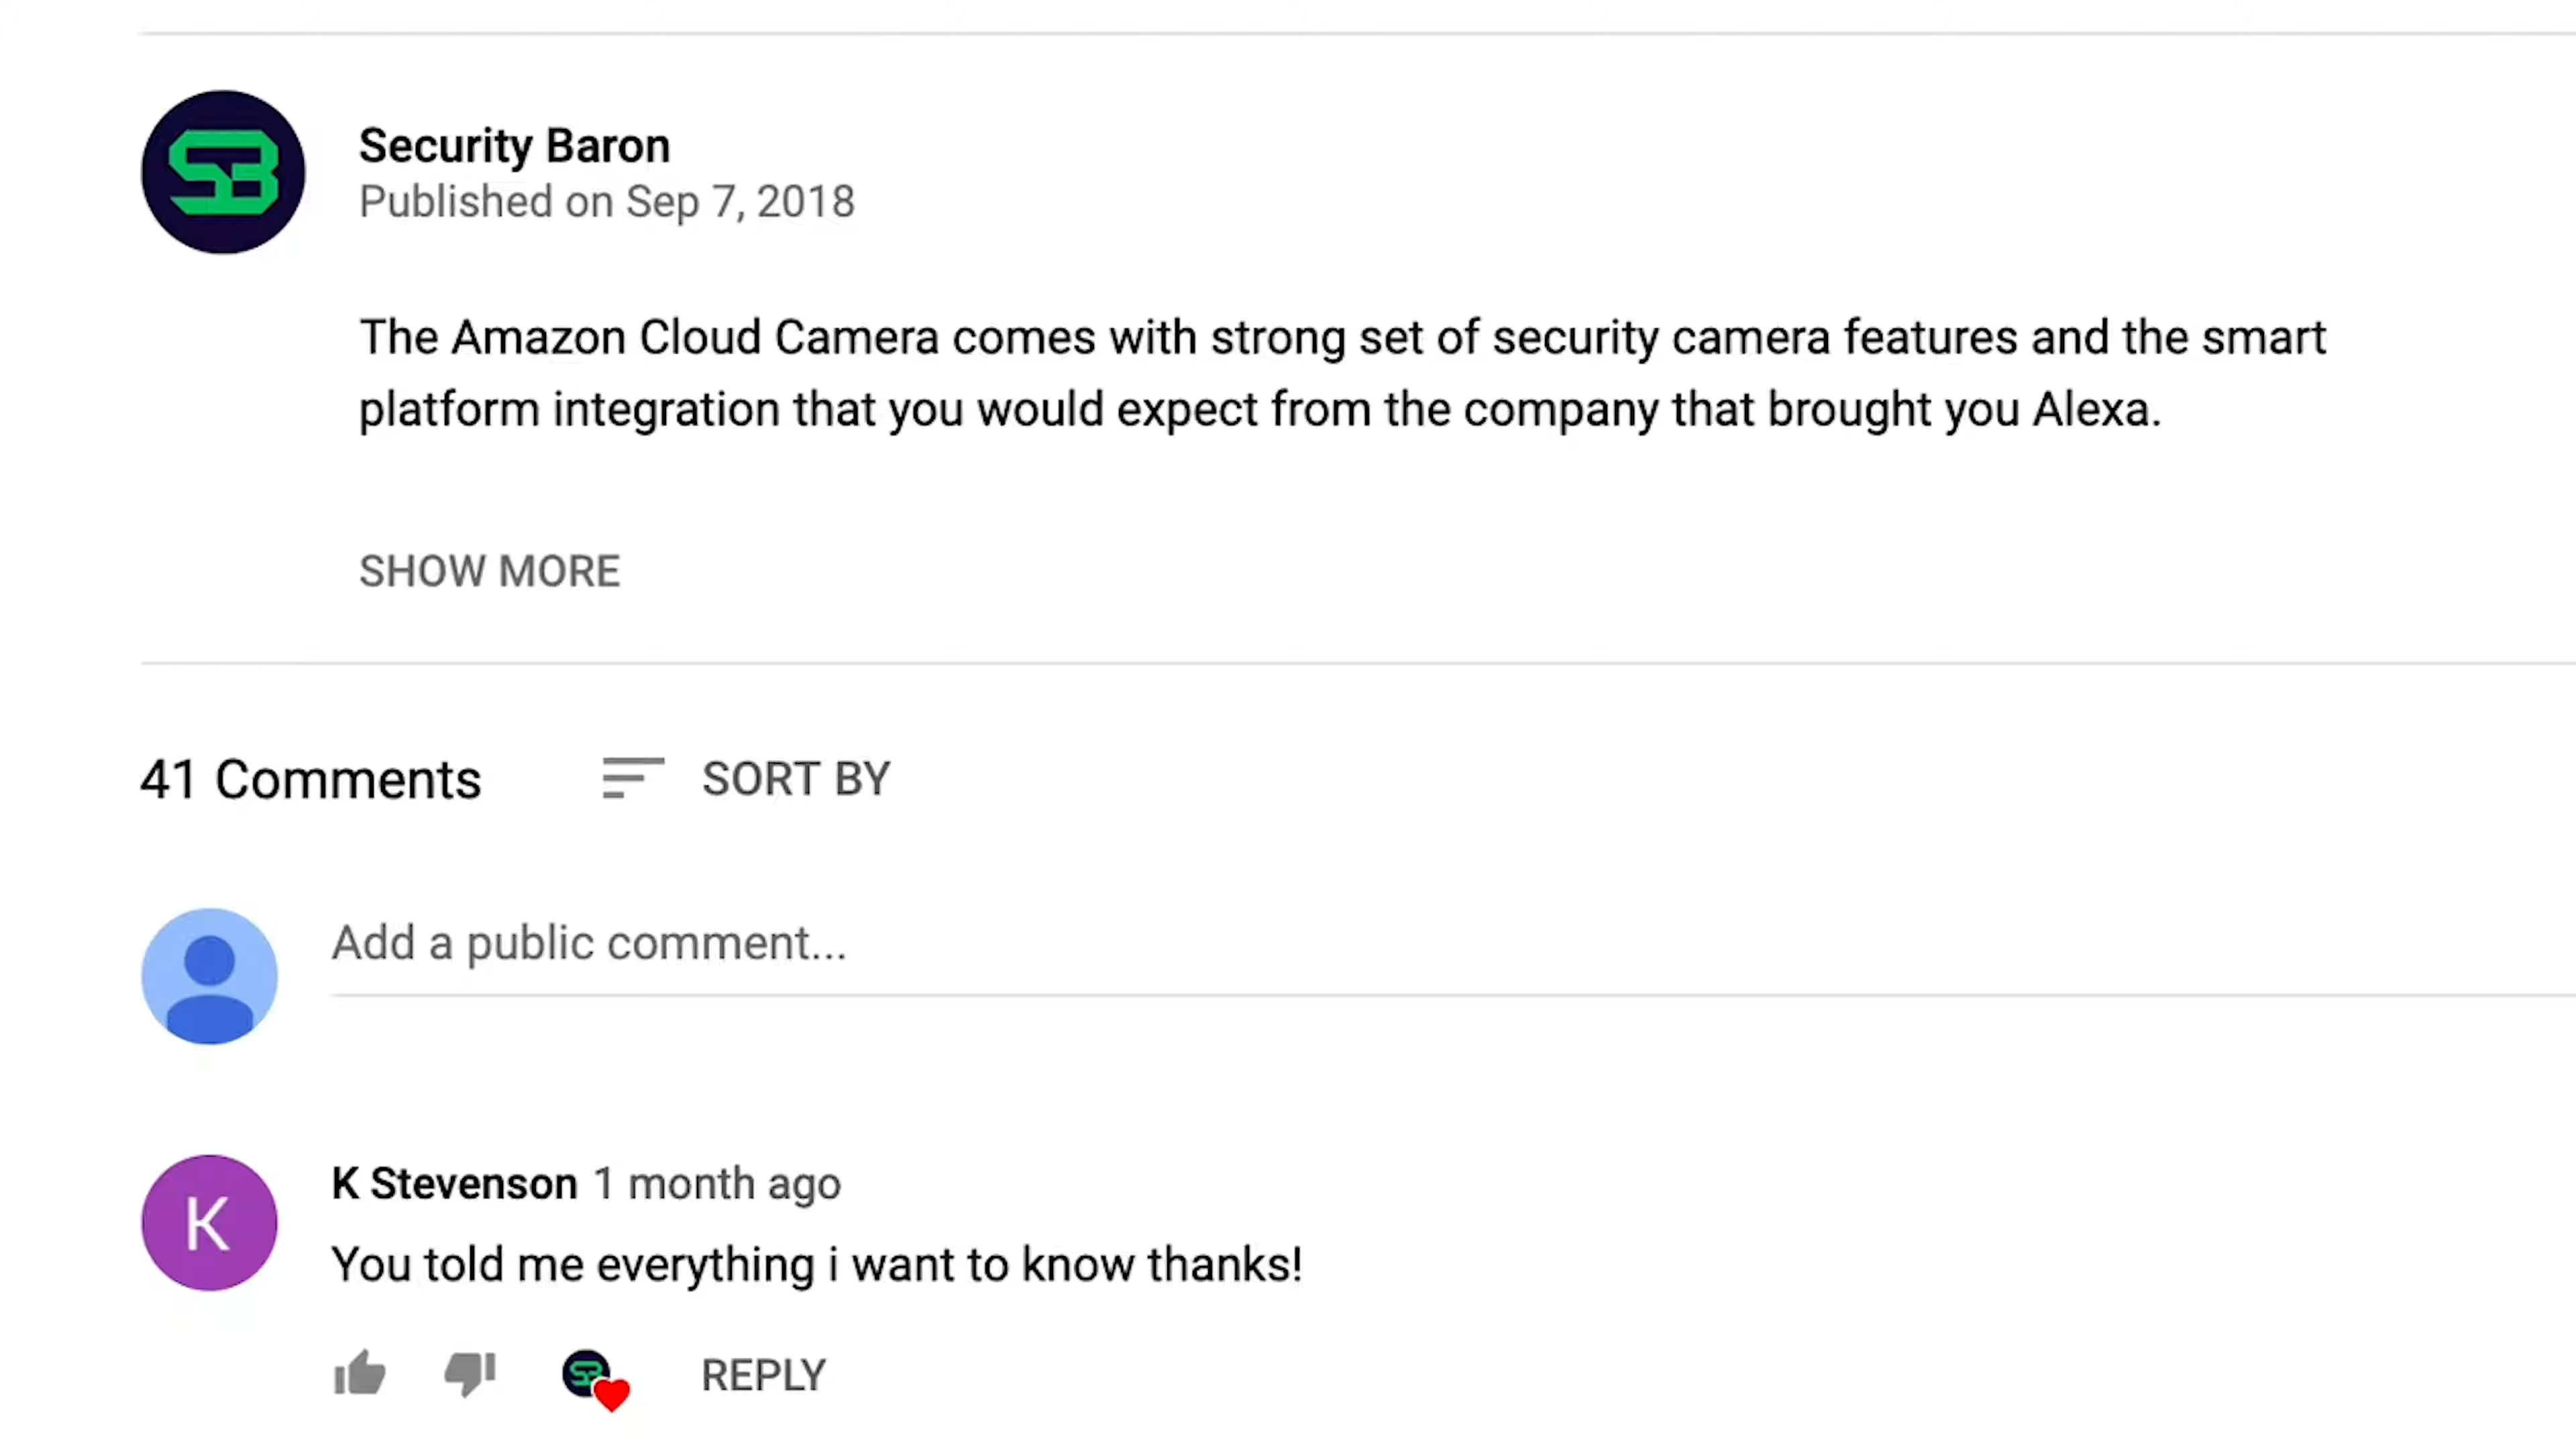 SB
Security Baron
Published on Sep 7, 2018
The Amazon Cloud Camera comes with strong set of security camera features and the smart
platform integration that you would expect from the company that brought you Alexa.
SHOW MORE
41 Comments SORT BY
Add a public comment...
K
K Stevenson 1 month ago
You told me everything i want to know thanks!
SB REPLY